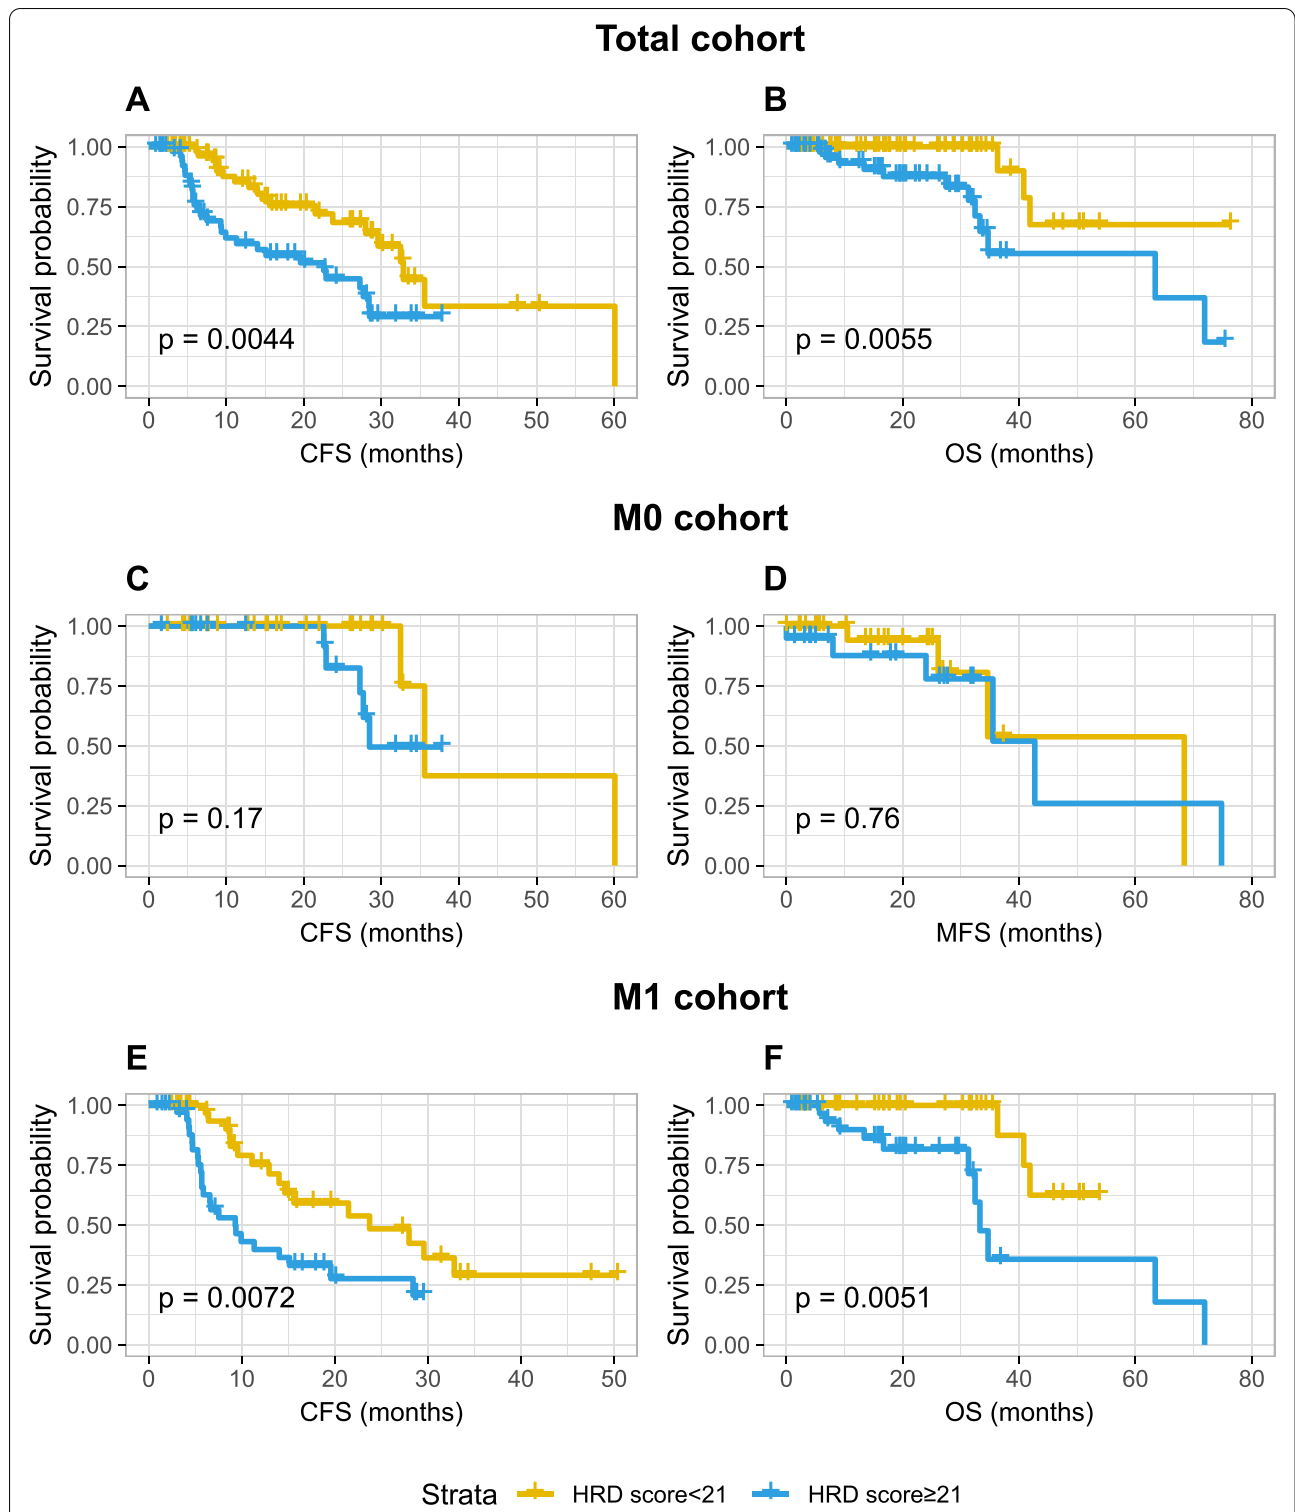 Total cohort
A
Survival probability
1.00
0.75
0.50
0.25
0.00
p = 0.0044
0 10 20 30 40 50 60
CFS (months)
B
Survival probability
1.00
0.75
0.50
0.25
0.00
p = 0.0055
0 20 40 60 80
OS (months)
M0 cohort
C
Survival probability
1.00
0.75
0.50
0.25
0.00
p = 0.17
0 10 20 30 40 50 60
CFS (months)
D
Survival probability
1.00
0.75
0.50
0.25
0.00
p = 0.76
0 20 40 60 80
MFS (months)
M1 cohort
E
Survival probability
1.00
0.75
0.50
0.25
0.00
p = 0.0072
0 10 20 30 40 50
CFS (months)
F
Survival probability
1.00
0.75
0.50
0.25
0.00
p = 0.0051
0 20 40 60 80
OS (months)
Strata HRD score<21 HRD score≥21